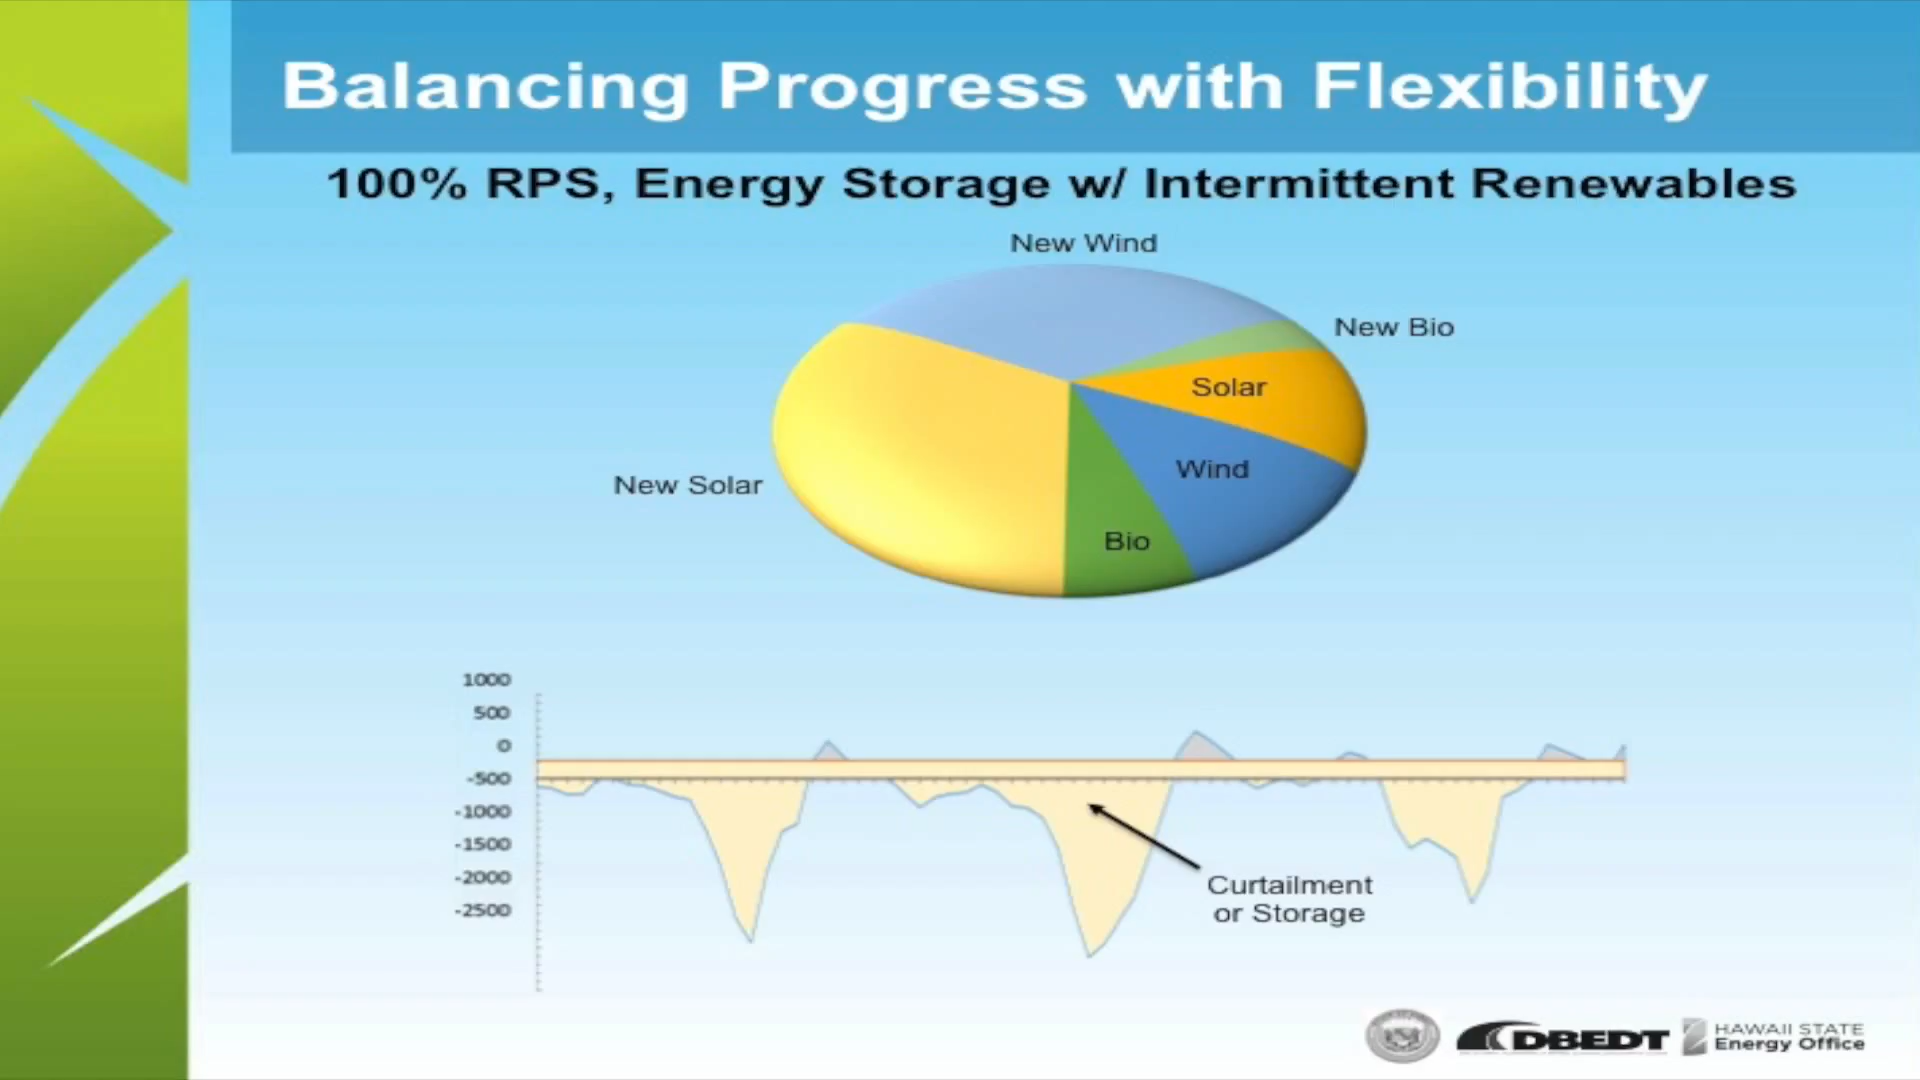 Balancing Progress with Flexibility
100% RPS, Energy Storage w/ Intermittent Renewables
New Wind
New Bio
Solar
Wind
New Solar
Bio
1000
500
0
-500
-1000
-1500
-2000
-2500
Curtailment
or Storage
DBEDT
HAWAII STATE
Energy Office